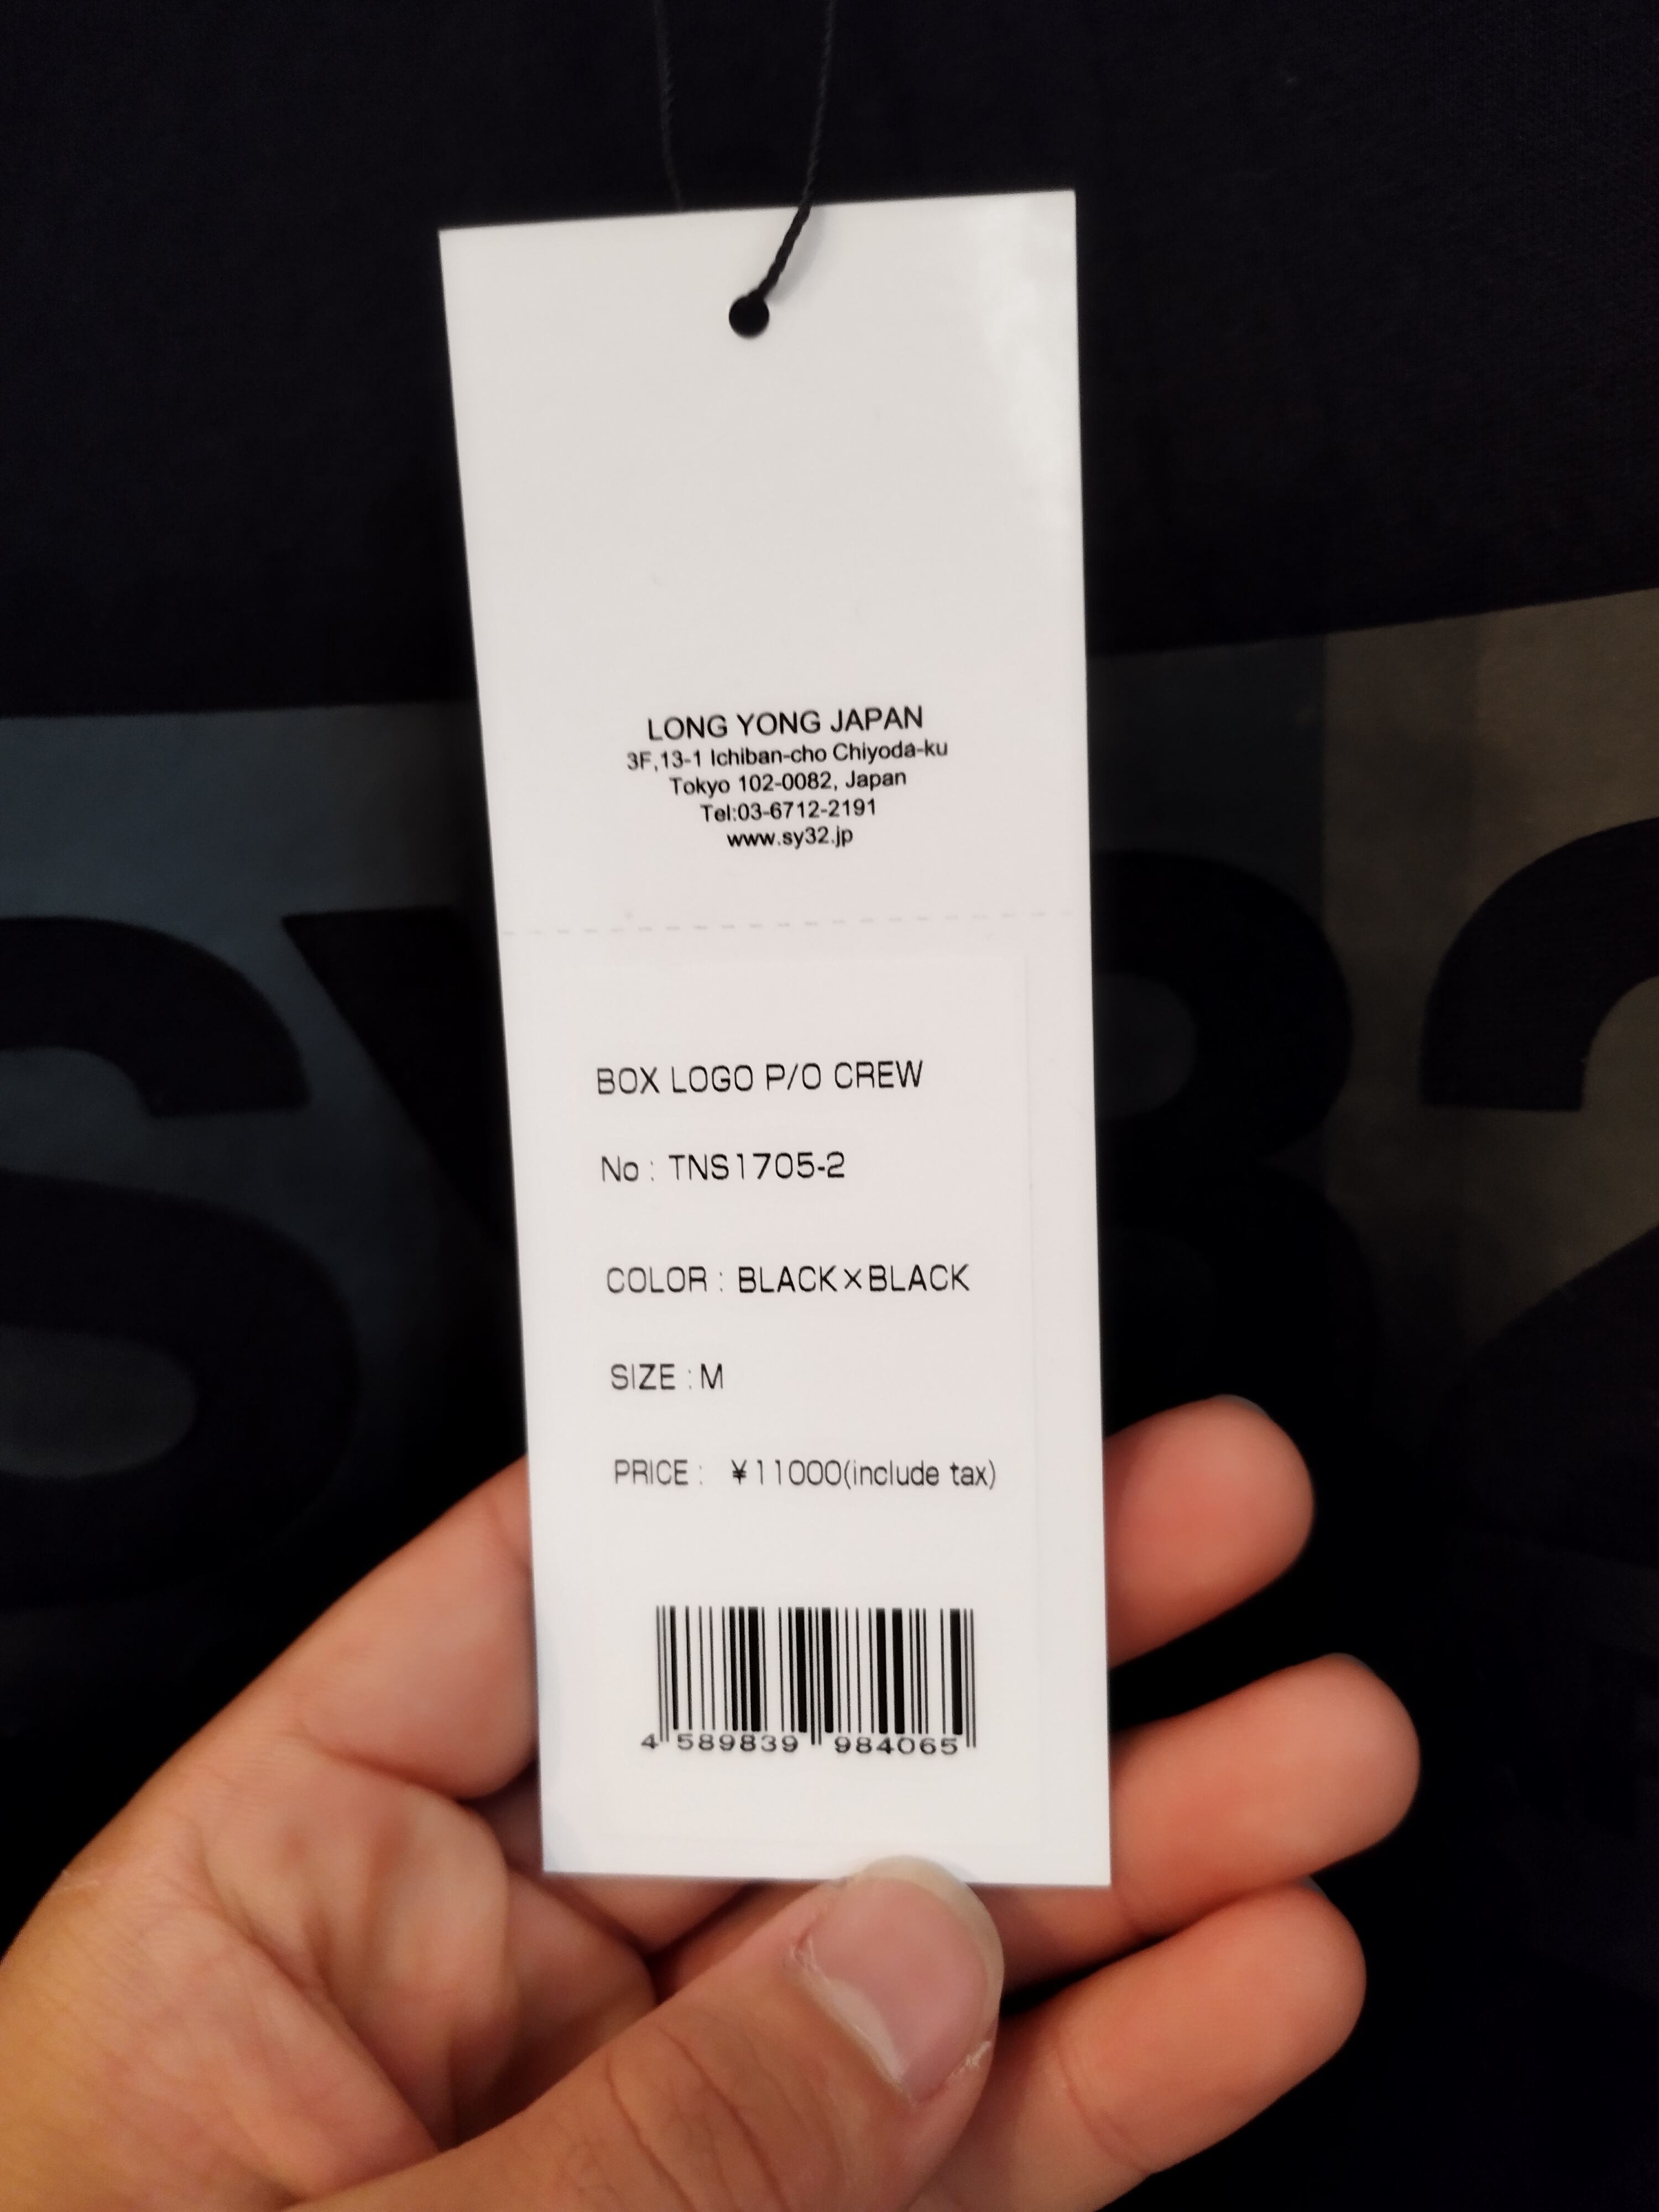 LONG YONG JAPAN
3F,13-1 Ichiban-cho Chiyoda-ku
Tokyo 102-0082, Japan
Tel:03-6712-2191
www.sy32.jp
BOX LOGO P/O CREW
No : TNS1705-2
COLOR : BLACK×BLACK
SIZE : M
PRICE : ¥11000(include tax)
4 589839 984065
SY32